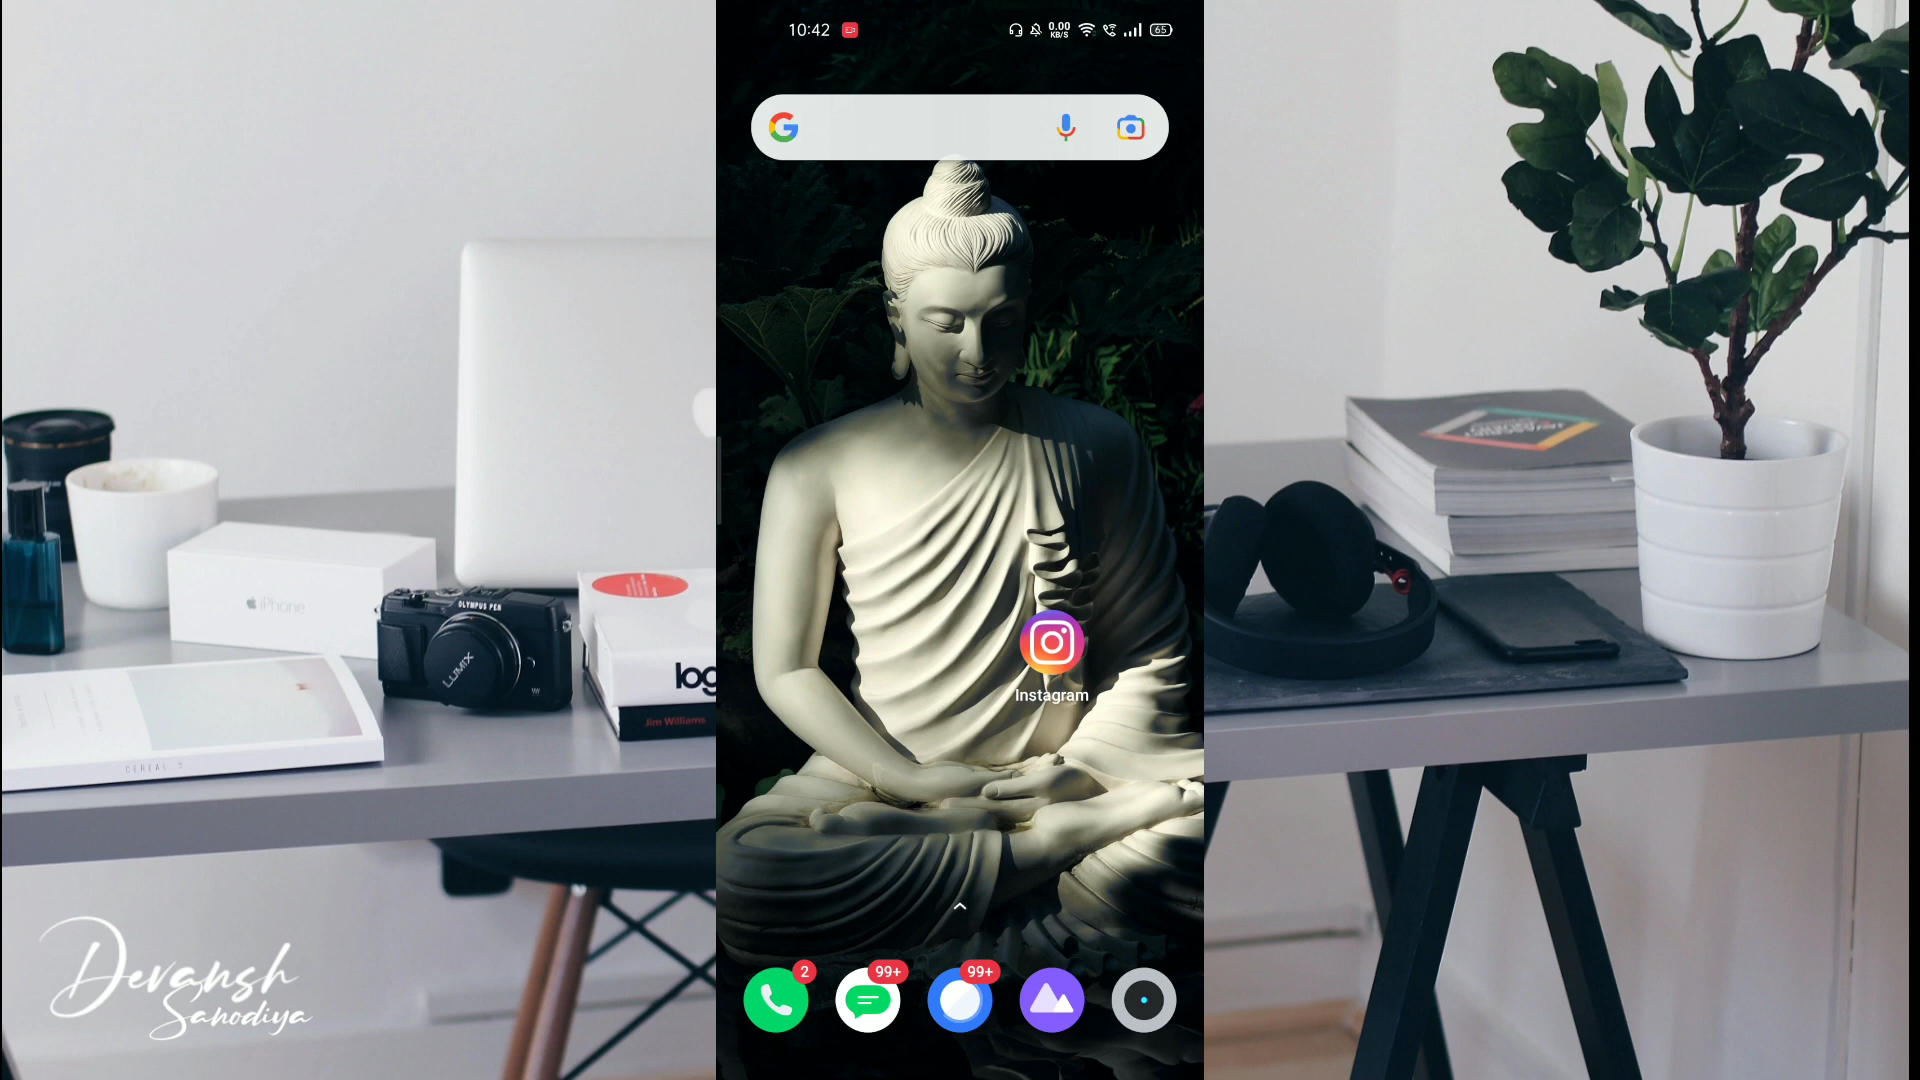 10:42
0.00
KB/S
65
iPhone
OLYMPUS PEN
LUMIX
log
Jim Williams
CEREAL
Instagram
2
99+
99+
Devansh
Sanodiya